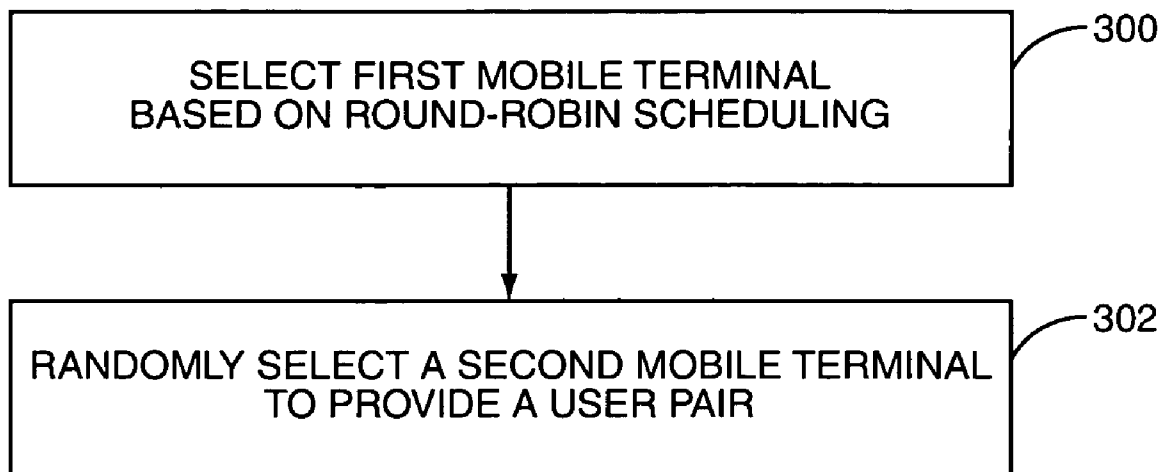 SELECT FIRST MOBILE TERMINAL
BASED ON ROUND-ROBIN SCHEDULING
300
RANDOMLY SELECT A SECOND MOBILE TERMINAL
TO PROVIDE A USER PAIR
302